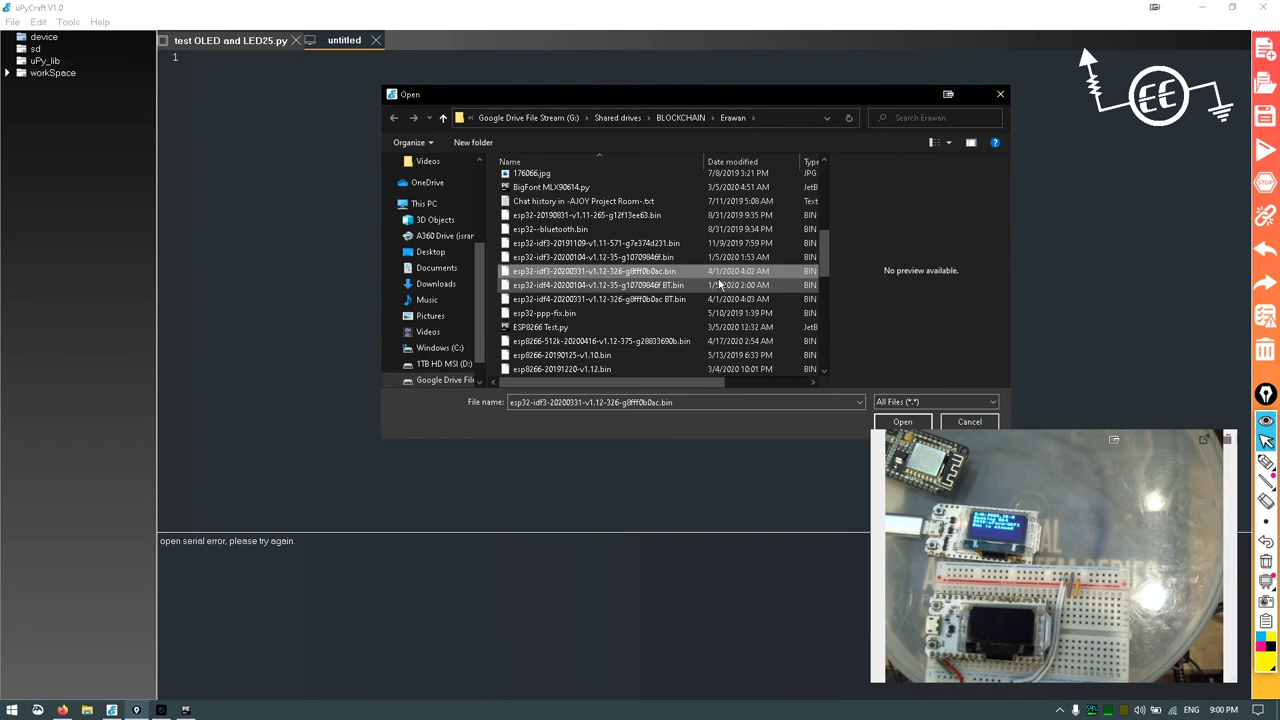 uPyCraft V1.0
File Edit Tools Help
device
sd
uPy_lib
workSpace
test OLED and LED25.py
untitled
1
Open
« Google Drive File Stream (G:) > Shared drives > BLOCKCHAIN > Erawan >
Search Erawan
Organize
New folder
Videos
OneDrive
This PC
3D Objects
A360 Drive (isran
Desktop
Documents
Downloads
Music
Pictures
Videos
Windows (C:)
1TB HD MSI (D:)
Google Drive File
Name Date modified Type
176066.jpg 7/8/2019 3:21 PM JPG
BigFont MLX90614.py 3/5/2020 4:51 AM JetB
Chat history in -AJOY Project Room-.txt 7/11/2019 5:08 AM Text
esp32-20190831-v1.11-265-g12f13ee63.bin 8/31/2019 9:35 PM BIN
esp32--bluetooth.bin 8/31/2019 9:34 PM BIN
esp32-idf3-20191109-v1.11-571-g7e374d231.bin 11/9/2019 7:59 PM BIN
esp32-idf3-20200104-v1.12-35-g10709846f.bin 1/5/2020 1:53 AM BIN
esp32-idf3-20200331-v1.12-326-g8fff0b0ac.bin 4/1/2020 4:02 AM BIN
esp32-idf4-20200104-v1.12-35-g10709846f BT.bin 1/5/2020 2:00 AM BIN
esp32-idf4-20200331-v1.12-326-g8fff0b0ac BT.bin 4/1/2020 4:03 AM BIN
esp32-ppp-fix.bin 5/10/2019 1:39 PM BIN
ESP8266 Test.py 3/5/2020 12:32 AM JetB
esp8266-512k-20200416-v1.12-375-g28833690b.bin 4/17/2020 2:54 AM BIN
esp8266-20190125-v1.10.bin 5/13/2019 6:33 PM BIN
esp8266-20191220-v1.12.bin 3/4/2020 10:01 PM BIN
No preview available.
File name: esp32-idf3-20200331-v1.12-326-g8fff0b0ac.bin
All Files (*.*)
Open
Cancel
open serial error, please try again.
STOP
9:00 PM